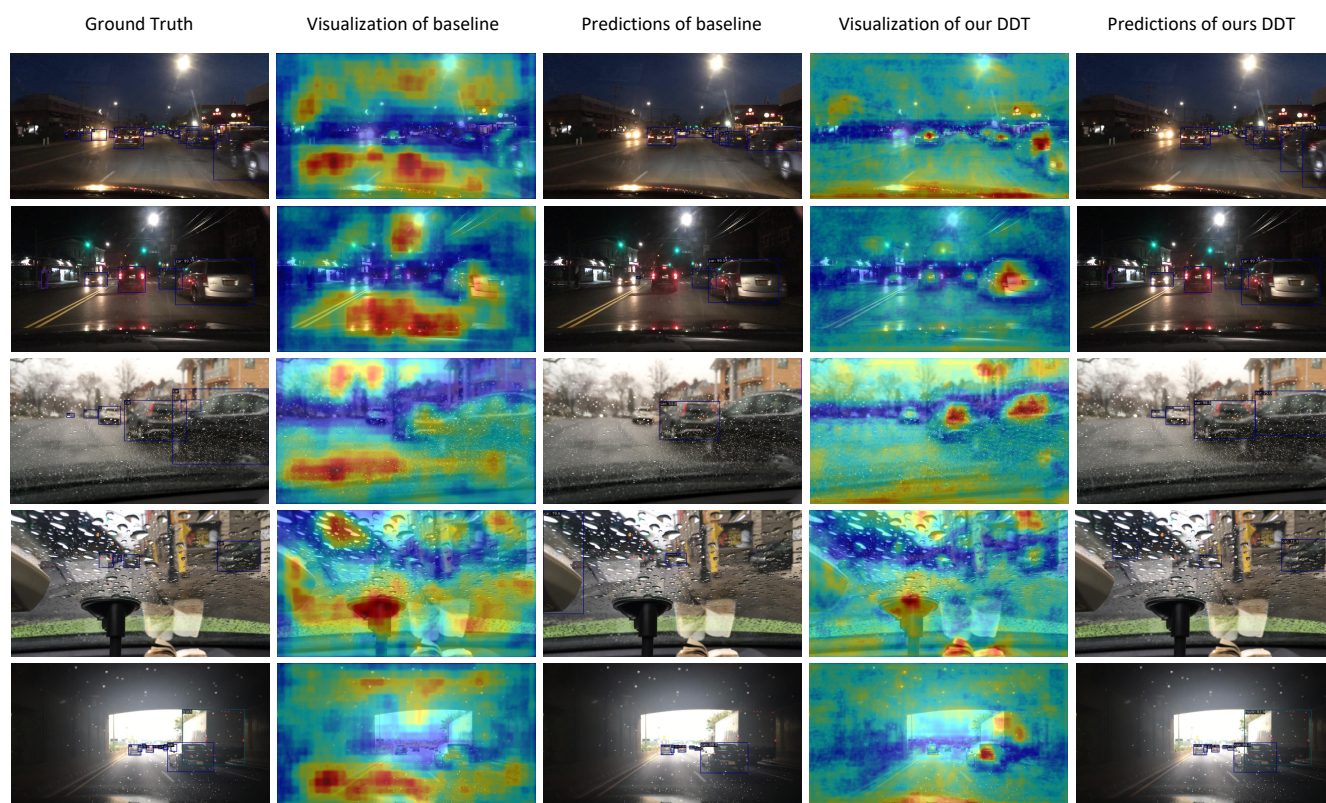 Ground Truth
Visualization of baseline
Predictions of baseline
Visualization of our DDT
Predictions of ours DDT